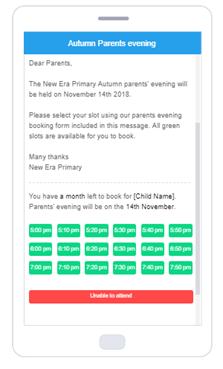 Autumn Parents evening
Dear Parents,
The New Era Primary Autumn parents' evening will
be held on November 14th 2018.
Please select your slot using our parents evening
booking form included in this message. All green
slots are available for you to book.
Many thanks
New Era Primary
You have a month left to book for [Child Name].
Parents' evening will be on the 14th November.
5:00 pm 5:10 pm 5:20 pm 5:30 pm 5:40 pm 5:50 pm
6:00 pm 6:10 pm 6:20 pm 6:30 pm 6:40 pm 6:50 pm
7:00 pm 7:10 pm 7:20 pm 7:30 pm 7:40 pm 7:50 pm
Unable to attend